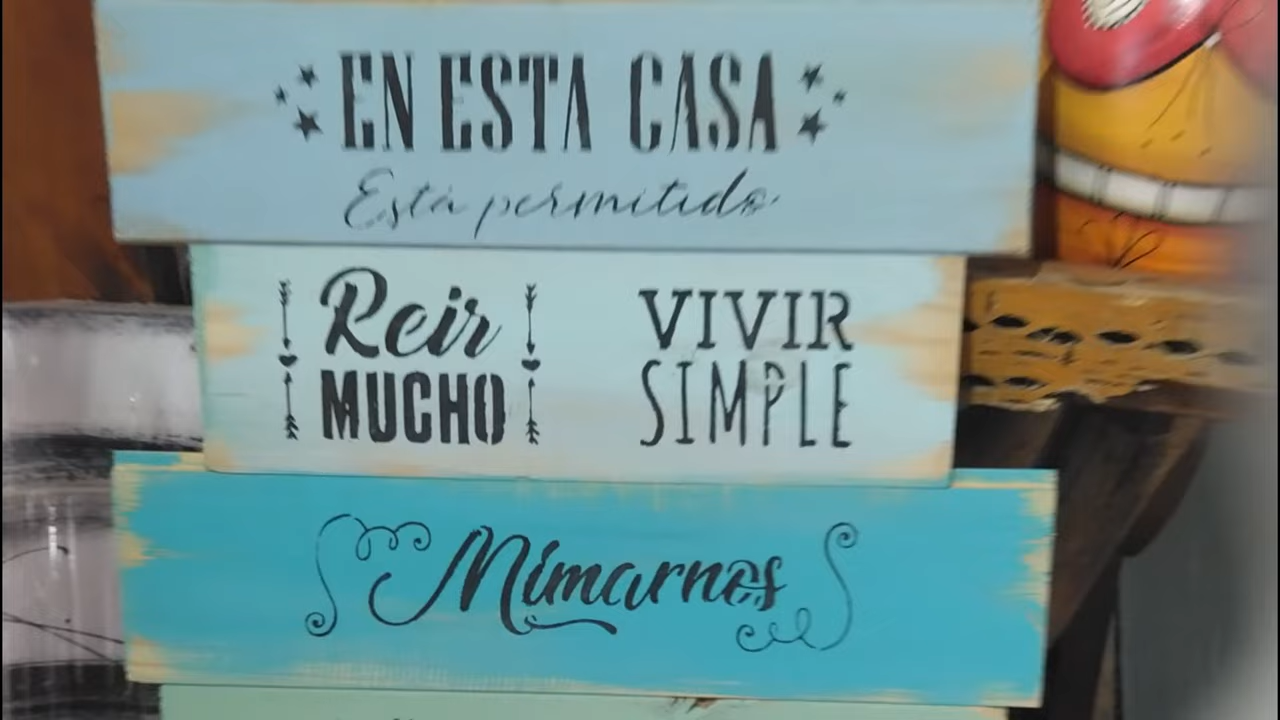 EN ESTA CASA
Está permitido
Reir
MUCHO
VIVIR
SIMPLE
Mimarnos